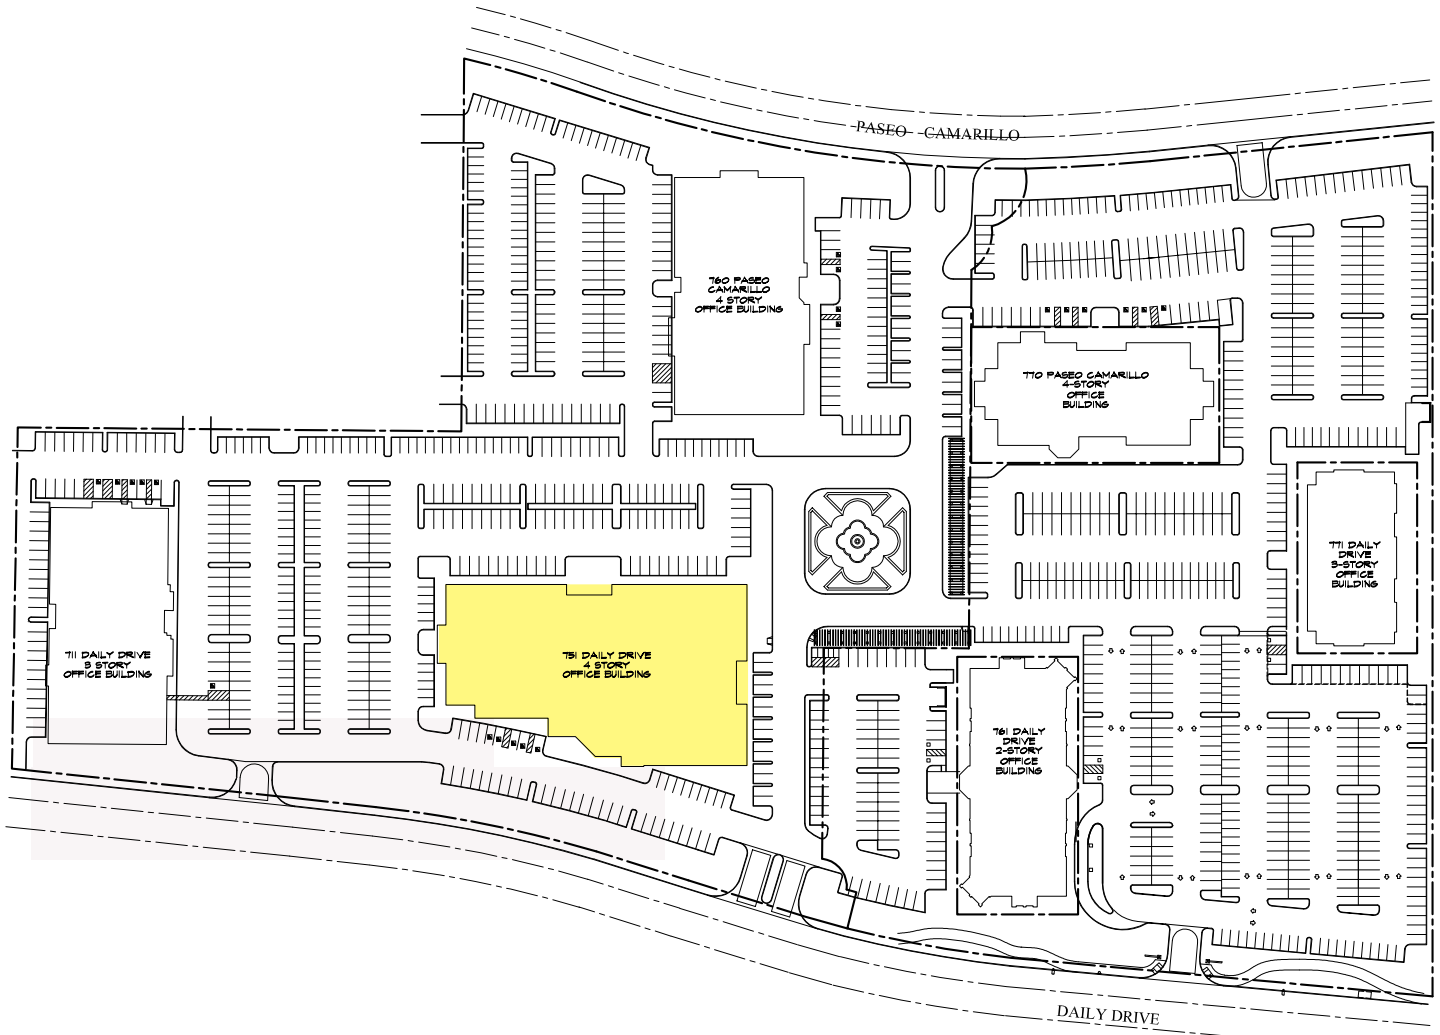 PASEO CAMARILLO
760 PASEO
CAMARILLO
4 STORY
OFFICE BUILDING
770 PASEO CAMARILLO
4-STORY
OFFICE
BUILDING
771 DAILY
DRIVE
3-STORY
OFFICE
BUILDING
711 DAILY DRIVE
3 STORY
OFFICE BUILDING
751 DAILY DRIVE
4 STORY
OFFICE BUILDING
761 DAILY
DRIVE
2-STORY
OFFICE
BUILDING
DAILY DRIVE